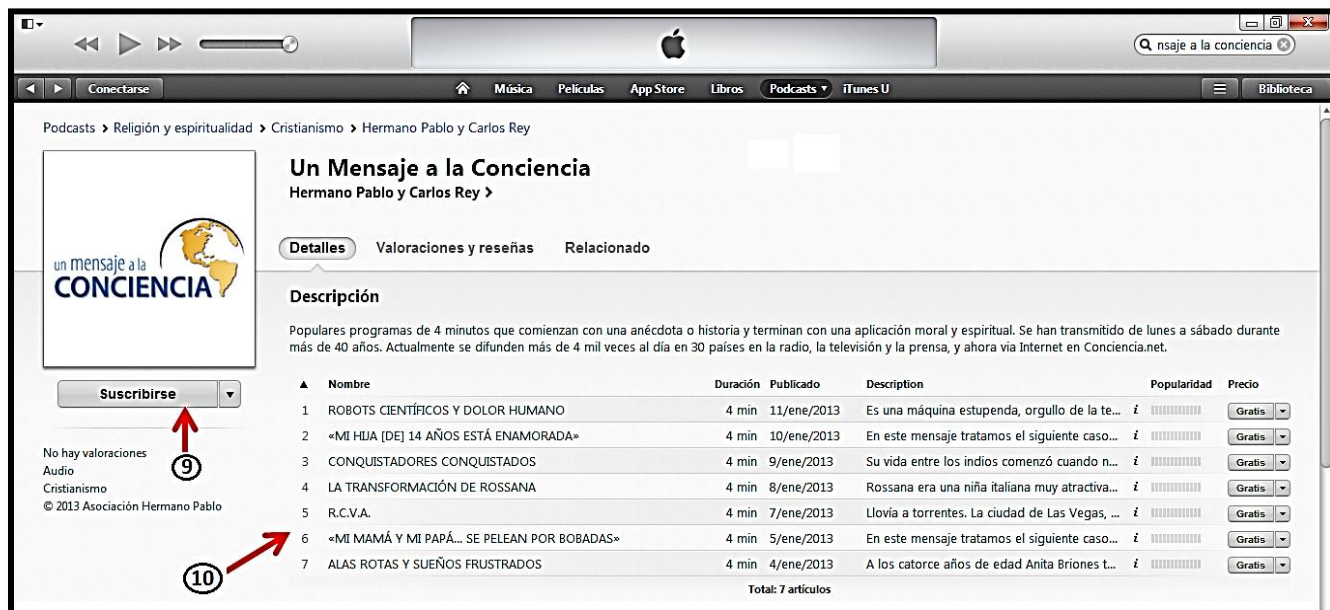 nsaje a la conciencia
Conectarse Música Películas App Store Libros Podcasts iTunes U Biblioteca
Podcasts > Religión y espiritualidad > Cristianismo > Hermano Pablo y Carlos Rey
Un Mensaje a la Conciencia
Hermano Pablo y Carlos Rey >
Detalles Valoraciones y reseñas Relacionado
un mensaje a la
CONCIENCIA
Descripción
Populares programas de 4 minutos que comienzan con una anécdota o historia y terminan con una aplicación moral y espiritual. Se han transmitido de lunes a sábado durante
más de 40 años. Actualmente se difunden más de 4 mil veces al día en 30 países en la radio, la televisión y la prensa, y ahora via Internet en Conciencia.net.
Suscribirse
9
No hay valoraciones
Audio
Cristianismo
© 2013 Asociación Hermano Pablo
10
Nombre Duración Publicado Description Popularidad Precio
1 ROBOTS CIENTÍFICOS Y DOLOR HUMANO 4 min 11/ene/2013 Es una máquina estupenda, orgullo de la te... i Gratis
2 «MI HIJA [DE] 14 AÑOS ESTÁ ENAMORADA» 4 min 10/ene/2013 En este mensaje tratamos el siguiente caso... i Gratis
3 CONQUISTADORES CONQUISTADOS 4 min 9/ene/2013 Su vida entre los indios comenzó cuando n... i Gratis
4 LA TRANSFORMACIÓN DE ROSSANA 4 min 8/ene/2013 Rossana era una niña italiana muy atractiva... i Gratis
5 R.C.V.A. 4 min 7/ene/2013 Llovía a torrentes. La ciudad de Las Vegas, ... i Gratis
6 «MI MAMÁ Y MI PAPÁ... SE PELEAN POR BOBADAS» 4 min 5/ene/2013 En este mensaje tratamos el siguiente caso... i Gratis
7 ALAS ROTAS Y SUEÑOS FRUSTRADOS 4 min 4/ene/2013 A los catorce años de edad Anita Briones t... i Gratis
Total: 7 artículos